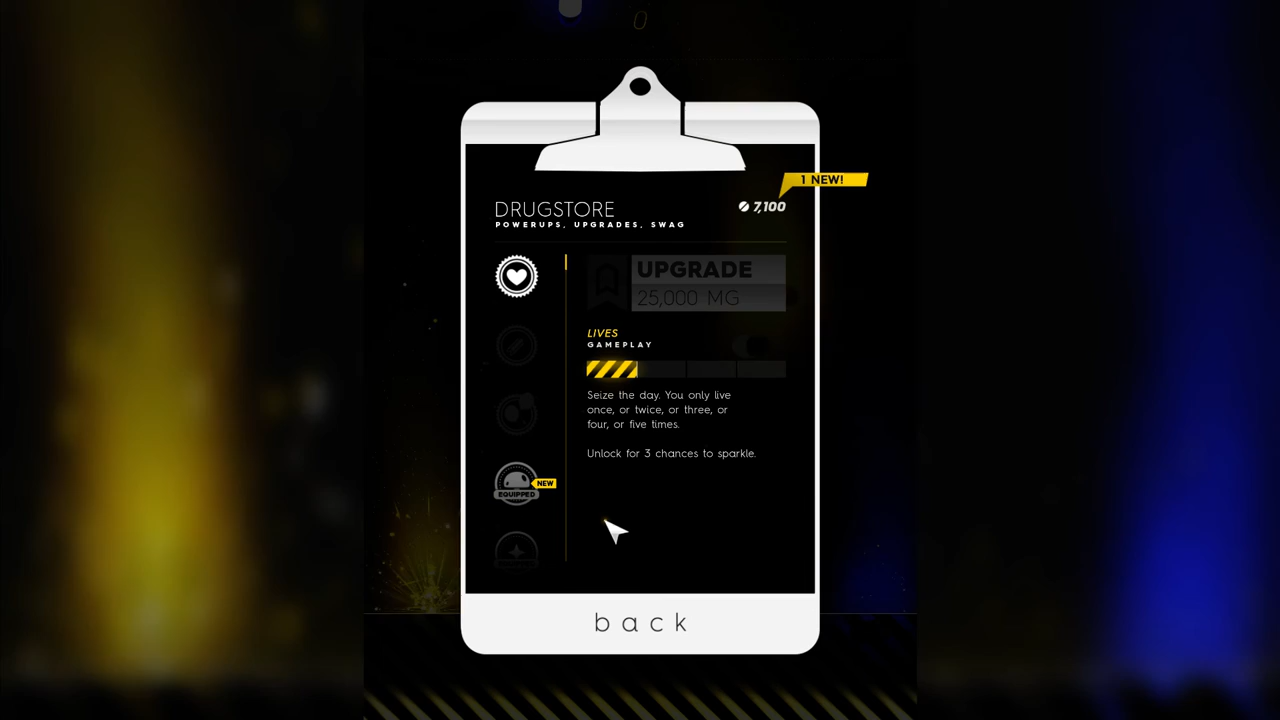 0
1 NEW!
DRUGSTORE
7,100
POWERUPS, UPGRADES, SWAG
UPGRADE
25,000 MG
LIVES
GAMEPLAY
Seize the day. You only live
once, or twice, or three, or
four, or five times.
Unlock for 3 chances to sparkle.
EQUIPPED
NEW
back